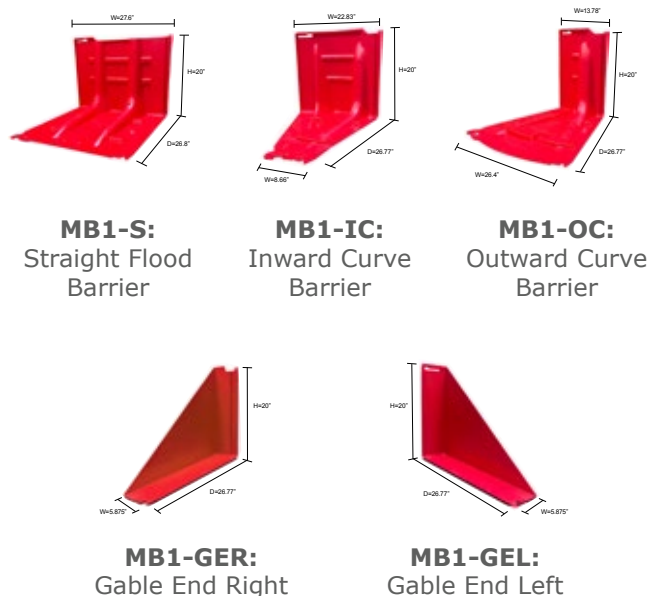 W=27.6"
H=20"
D=26.8"
W=22.83"
H=20"
D=26.77"
W=8.66"
W=13.78"
H=20"
D=26.77"
W=26.4"
MB1-S:
Straight Flood
Barrier
MB1-IC:
Inward Curve
Barrier
MB1-OC:
Outward Curve
Barrier
H=20"
D=26.77"
W=5.875"
H=20"
D=26.77"
W=5.875"
MB1-GER:
Gable End Right
MB1-GEL:
Gable End Left